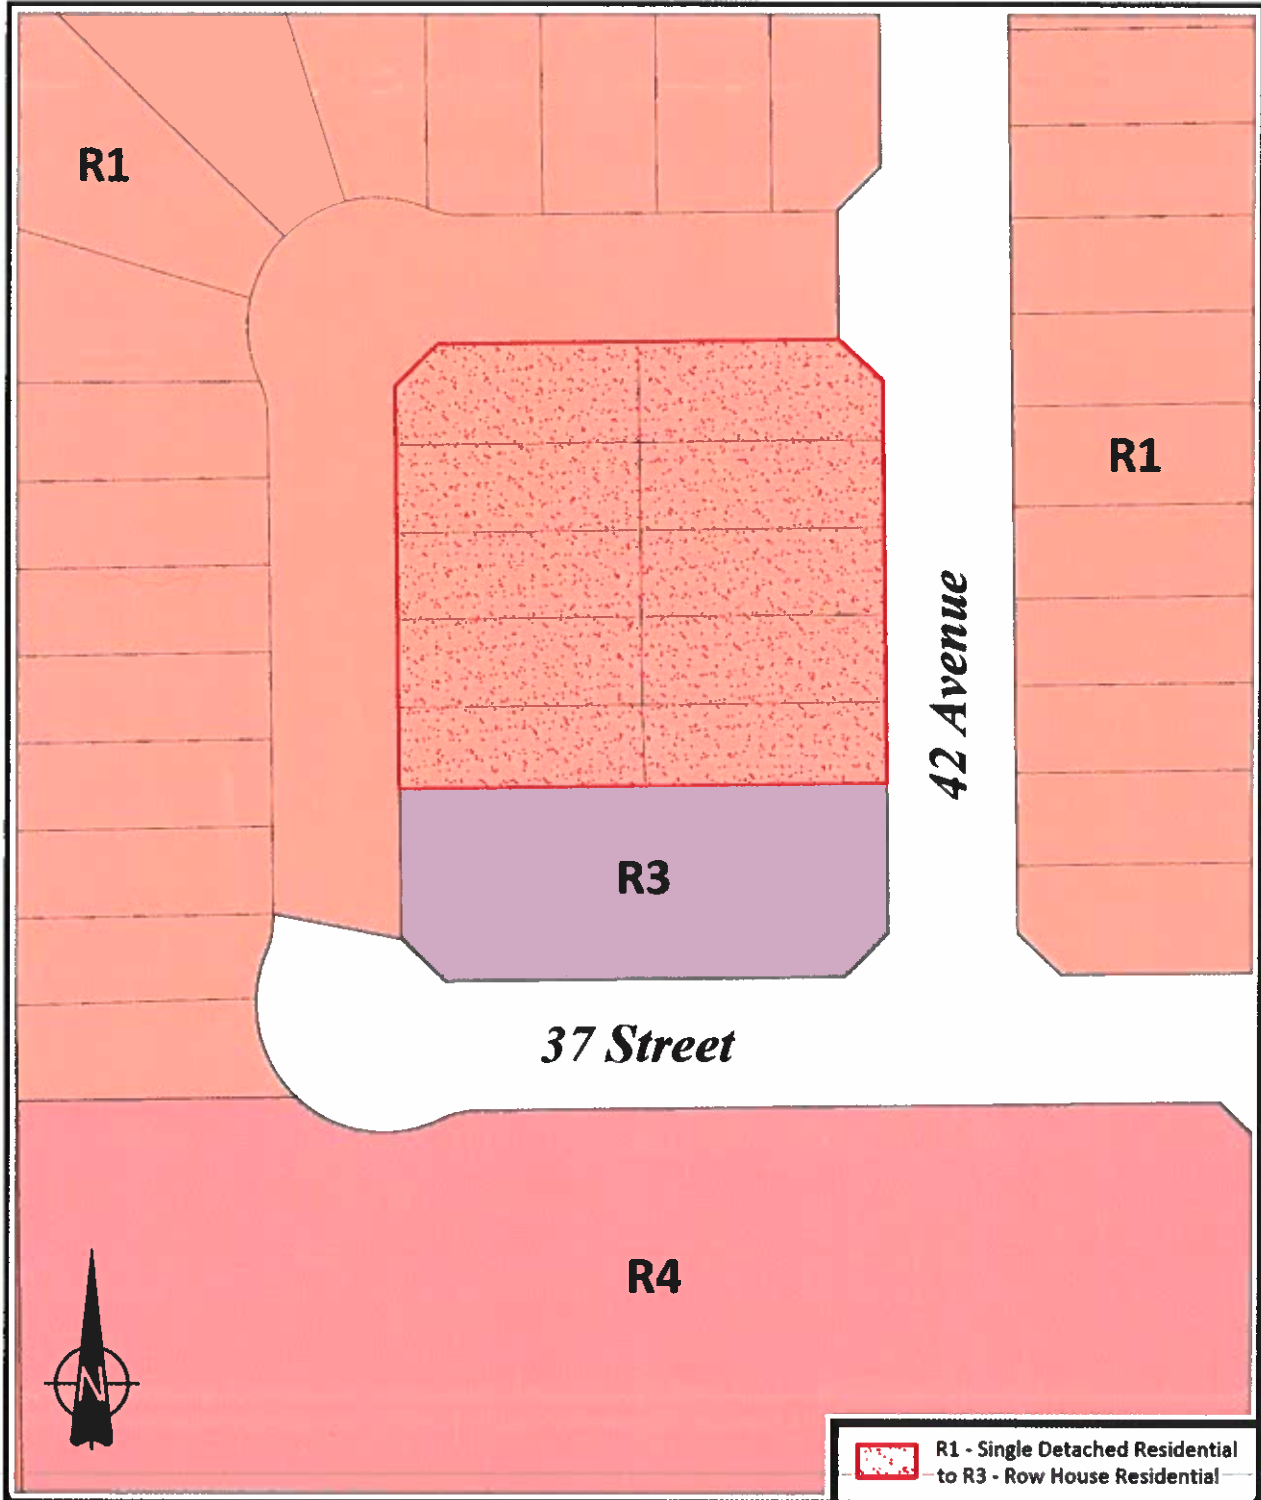 R1
R1
42 Avenue
R3
37 Street
R4
N
R1 - Single Detached Residential
to R3 - Row House Residential